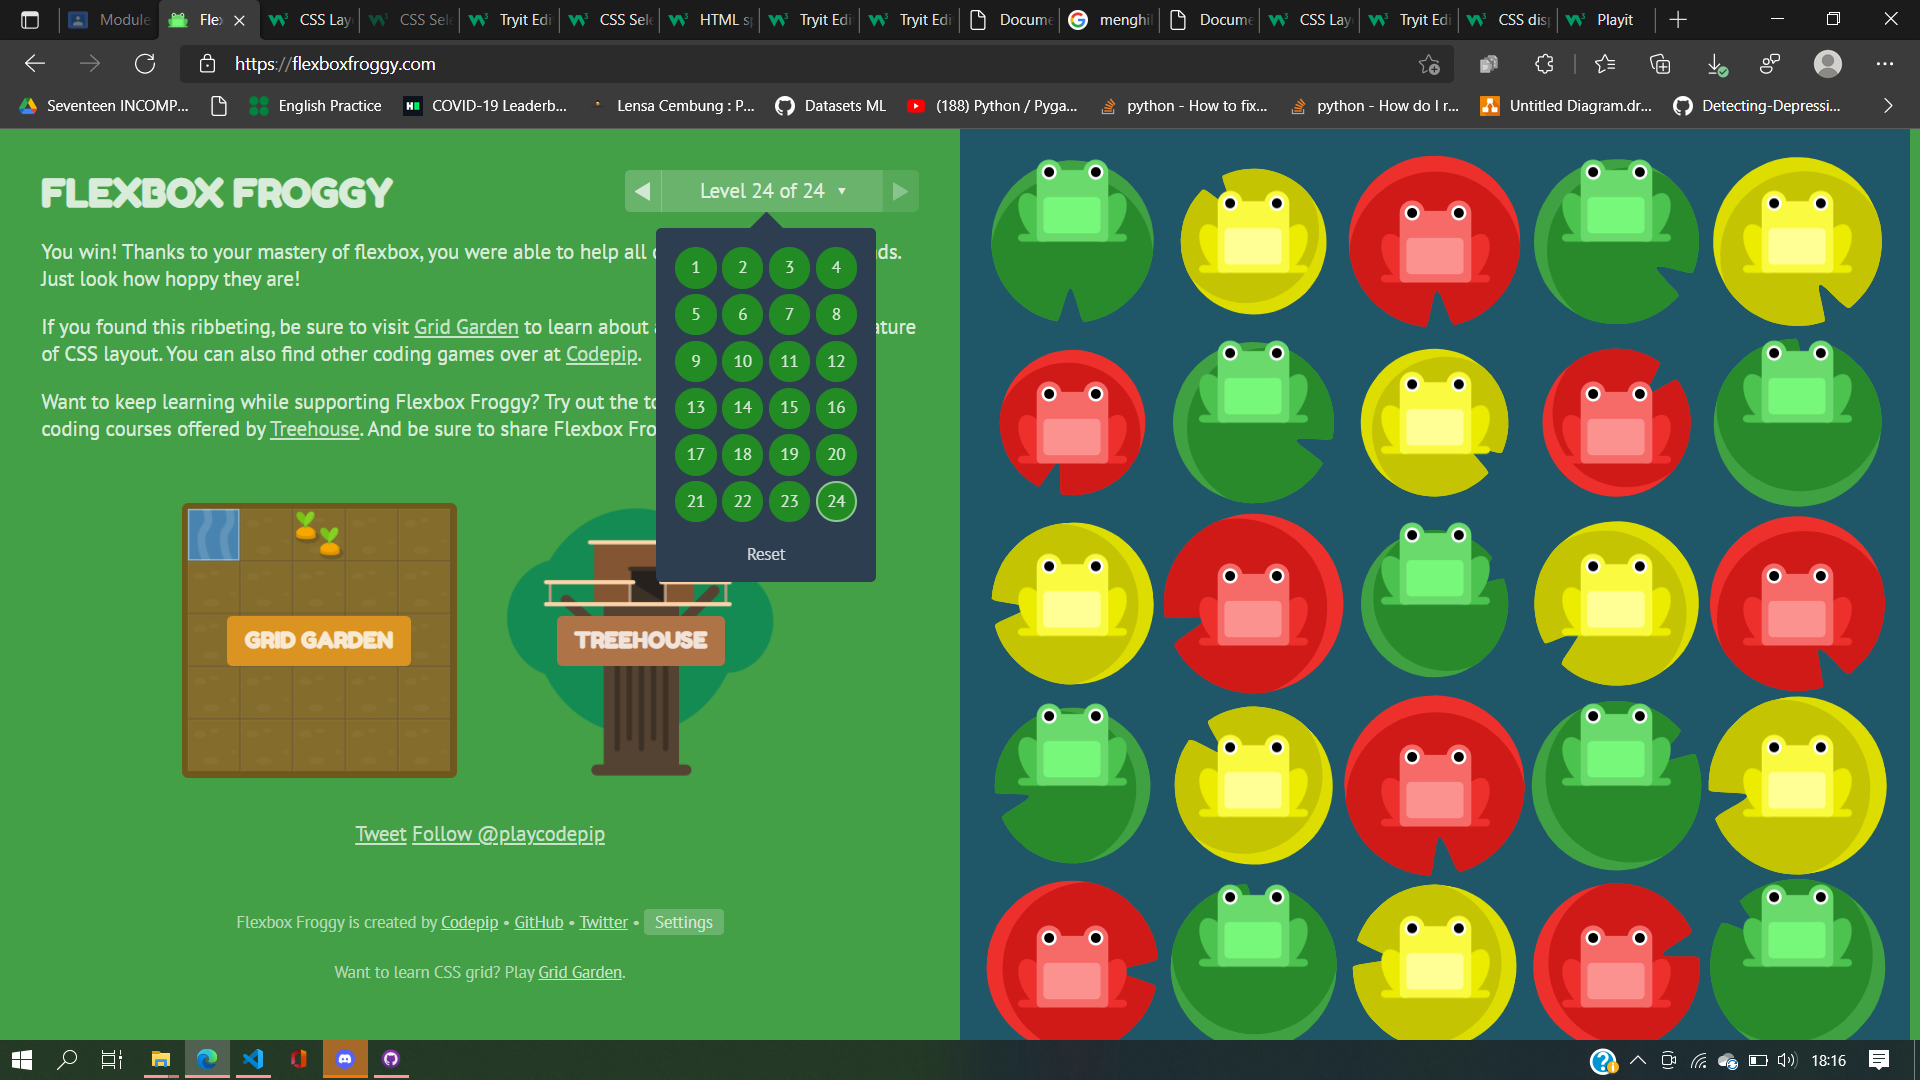 Module
Flex
CSS Lay
CSS Sele
Tryit Edi
CSS Sele
HTML s
Tryit Edi
Tryit Edi
Docume
menghil
Docume
CSS Lay
Tryit Edi
CSS dis
Playit
https://flexboxfroggy.com
Seventeen INCOMP...
English Practice
COVID-19 Leaderb...
Lensa Cembung : P...
Datasets ML
(188) Python / Pyga...
python - How to fix...
python - How do I r...
Untitled Diagram.dr...
Detecting-Depressi...
FLEXBOX FROGGY
Level 24 of 24
You win! Thanks to your mastery of flexbox, you were able to help all ds.
Just look how hoppy they are!
If you found this ribbeting, be sure to visit Grid Garden to learn about ature
of CSS layout. You can also find other coding games over at Codepip.
Want to keep learning while supporting Flexbox Froggy? Try out the to
coding courses offered by Treehouse. And be sure to share Flexbox Fro
1 2 3 4
5 6 7 8
9 10 11 12
13 14 15 16
17 18 19 20
21 22 23 24
Reset
GRID GARDEN
TREEHOUSE
Tweet Follow @playcodepip
Flexbox Froggy is created by Codepip • GitHub • Twitter • Settings
Want to learn CSS grid? Play Grid Garden.
18:16